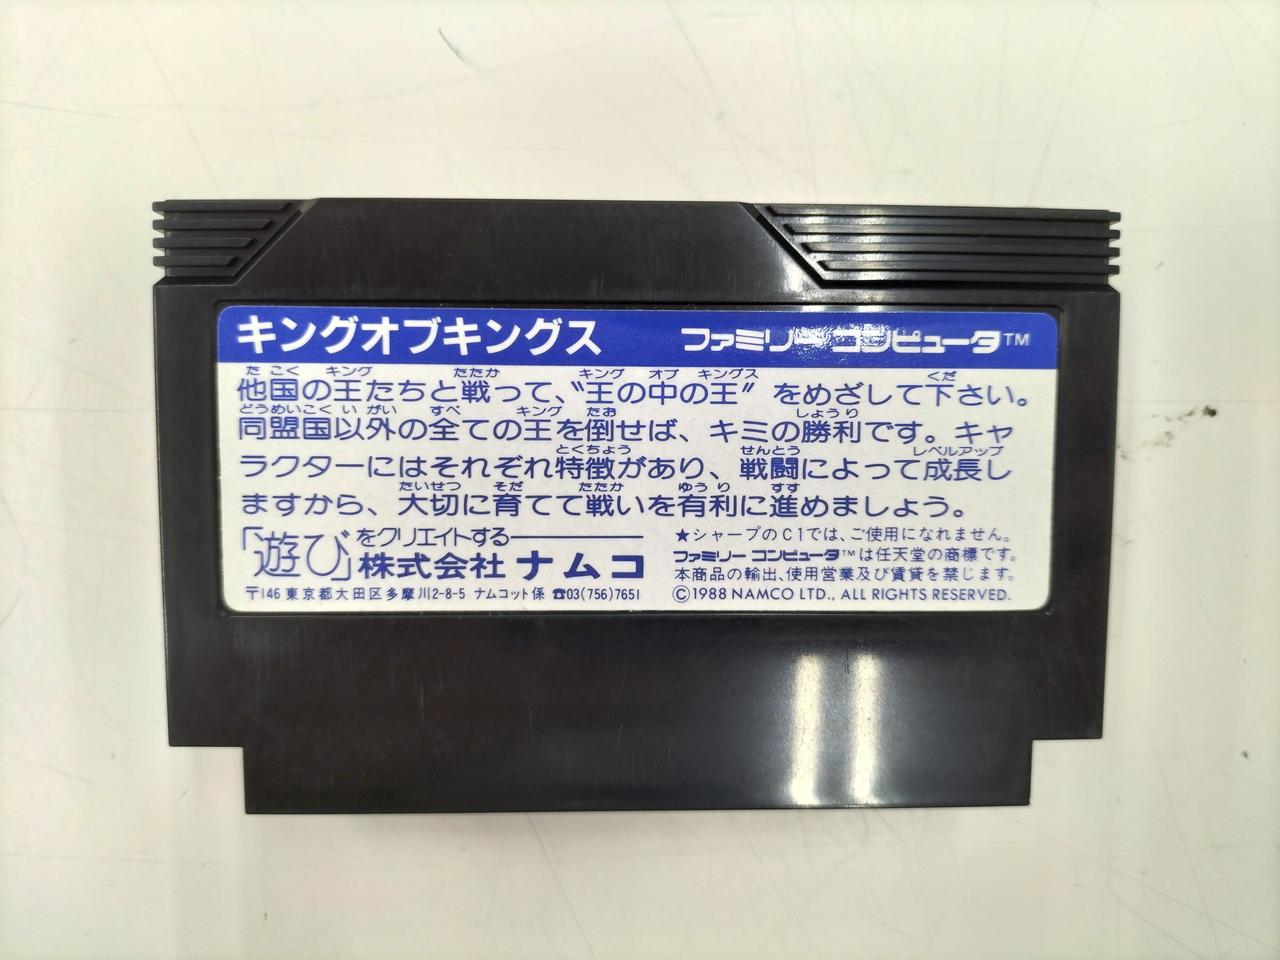 キングオブキングス ファミリーコンピュータ™
た こく キング たたか キング オブ キングス くだ
他国の王たちと戦って、“王の中の王”をめざして下さい。
どうめいこく い がい すべ キング たお しょうり
同盟国以外の全ての王を倒せば、キミの勝利です。キャ
とくちょう せんとう レベルアップ
ラクターにはそれぞれ特徴があり、戦闘によって成長し
たいせつ そだ たたか ゆうり すす
ますから、大切に育てて戦いを有利に進めましょう。
「遊び」をクリエイトする
株式会社ナムコ
〒146 東京都大田区多摩川2-8-5 ナムコット係 ☎03(756)7651
★シャープのC1では、ご使用になれません。
ファミリーコンピュータ™は任天堂の商標です。
本商品の輸出、使用営業及び賃貸を禁じます。
©1988 NAMCO LTD., ALL RIGHTS RESERVED.